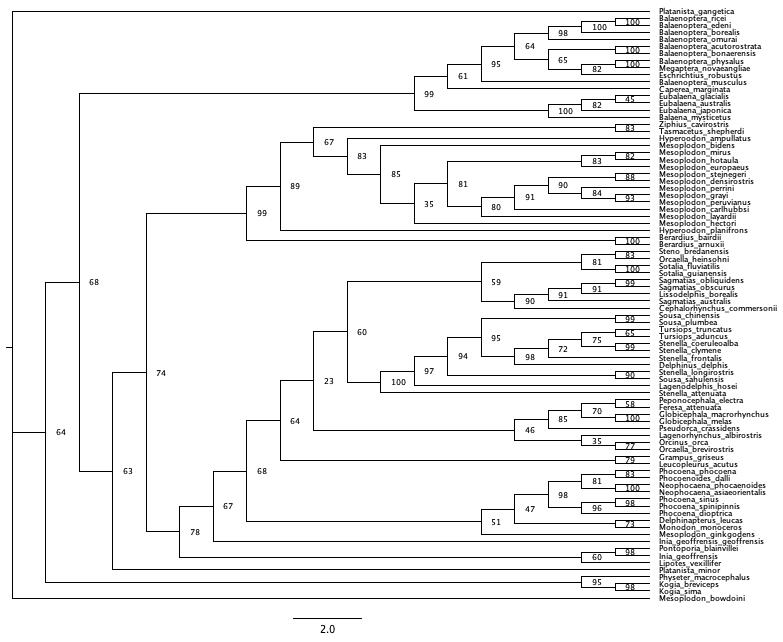 Platanista_gangetica
Balaenoptera_ricei
100
Balaenoptera_edeni
100
Balaenoptera_borealis
98
Balaenoptera_omurai
64
Balaenoptera_acutorostrata
100
Balaenoptera_bonaerensis
95
65
Balaenoptera_physalus
100
Megaptera_novaeangliae
82
Eschrichtius_robustus
61
Balaenoptera_musculus
99
Caperea_marginata
Eubalaena_glacialis
45
Eubalaena_australis
82
Eubalaena_japonica
100
Balaena_mysticetus
Ziphius_cavirostris
83
Tasmacetus_shepherdi
67
Hyperoodon_ampullatus
83
Mesoplodon_bidens
Mesoplodon_mirus
82
Mesoplodon_hotaula
83
Mesoplodon_europaeus
85
Mesoplodon_stejnegeri
88
Mesoplodon_densirostris
89
81
90
Mesoplodon_perrini
84
Mesoplodon_grayi
93
Mesoplodon_peruvianus
91
Mesoplodon_carlhubbsi
35
80
Mesoplodon_layardii
99
Mesoplodon_hectori
Hyperoodon_planifrons
Berardius_bairdii
100
Berardius_arnuxii
Steno_bredanensis
83
Orcaella_heinsohni
81
Sotalia_fluviatilis
100
Sotalia_guianensis
68
59
Sagmatias_obliquidens
99
Sagmatias_obscurus
91
Lissodelphis_borealis
91
Sagmatias_australis
90
Cephalorhynchus_commersonii
Sousa_chinensis
99
Sousa_plumbea
60
95
Tursiops_truncatus
65
Tursiops_aduncus
75
Stenella_coeruleoalba
99
Stenella_clymene
72
Stenella_frontalis
94
98
Delphinus_delphis
74
97
Stenella_longirostris
90
Sousa_sahulensis
23
100
Lagenodelphis_hosei
Stenella_attenuata
Peponocephala_electra
58
Feresa_attenuata
70
Globicephala_macrorhynchus
100
Globicephala_melas
64
85
Pseudorca_crassidens
64
46
Lagenorhynchus_albirostris
35
Orcinus_orca
77
Orcaella_brevirostris
Grampus_griseus
79
Leucopleurus_acutus
63
68
Phocoena_phocoena
83
Phocoenoides_dalli
81
Neophocaena_phocaenoides
100
Neophocaena_asiaeorientalis
98
Phocoena_sinus
98
Phocoena_spinipinnis
67
47
96
Phocoena_dioptrica
51
Delphinapterus_leucas
73
Monodon_monoceros
78
Mesoplodon_ginkgodens
Inia_geoffrensis_geoffrensis
Pontoporia_blainvillei
98
Inia_geoffrensis
60
Lipotes_vexillifer
Platanista_minor
Physeter_macrocephalus
95
Kogia_breviceps
98
Kogia_sima
Mesoplodon_bowdoini
2.0